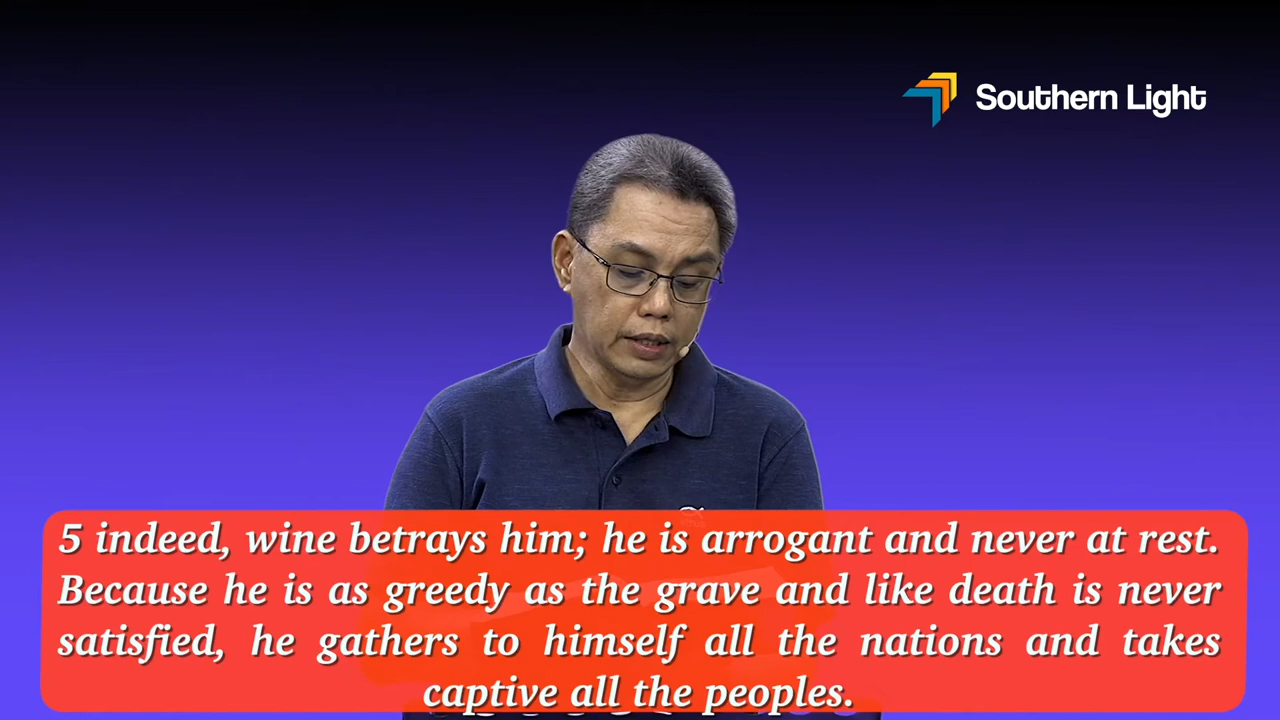 Southern Light
5 indeed, wine betrays him; he is arrogant and never at rest.
Because he is as greedy as the grave and like death is never
satisfied, he gathers to himself all the nations and takes
captive all the peoples.